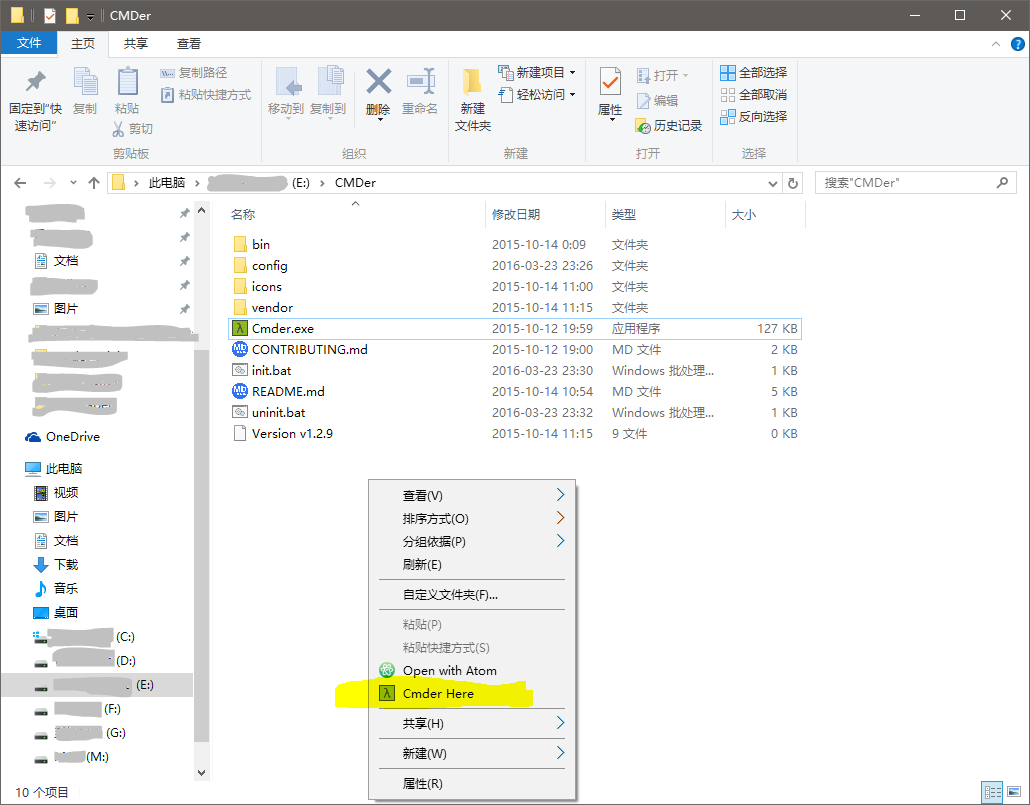 CMDer
文件
主页
共享
查看
固定到"快
速访问"
复制
粘贴
复制路径
粘贴快捷方式
剪切
剪贴板
移动到
复制到
删除
重命名
组织
新建
文件夹
新建项目
轻松访问
新建
属性
打开
编辑
历史记录
打开
全部选择
全部取消
反向选择
选择
此电脑
(E:)
CMDer
搜索"CMDer"
文档
图片
OneDrive
此电脑
视频
图片
文档
下载
音乐
桌面
(C:)
(D:)
(E:)
(F:)
(G:)
(M:)
名称 修改日期 类型 大小
bin 2015-10-14 0:09 文件夹
config 2016-03-23 23:26 文件夹
icons 2015-10-14 11:00 文件夹
vendor 2015-10-14 11:15 文件夹
Cmder.exe 2015-10-12 19:59 应用程序 127 KB
CONTRIBUTING.md 2015-10-12 19:00 MD 文件 2 KB
init.bat 2016-03-23 23:30 Windows 批处理... 1 KB
README.md 2015-10-14 10:54 MD 文件 5 KB
uninit.bat 2016-03-23 23:32 Windows 批处理... 1 KB
Version v1.2.9 2015-10-14 11:15 9 文件 0 KB
查看(V)
排序方式(O)
分组依据(P)
刷新(E)
自定义文件夹(F)...
粘贴(P)
粘贴快捷方式(S)
Open with Atom
Cmder Here
共享(H)
新建(W)
属性(R)
10 个项目